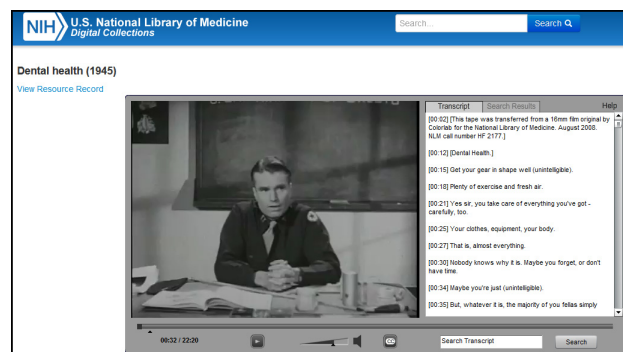 NIH
U.S. National Library of Medicine
Digital Collections
Search...
Search
Dental health (1945)
View Resource Record
Transcript
Search Results
Help
[00:02] [This tape was transferred from a 16mm film original by
Colorlab for the National Library of Medicine. August 2008.
NLM call number HF 2177.]
[00:12] [Dental Health.]
[00:15] Get your gear in shape well (unintelligible).
[00:18] Plenty of exercise and fresh air.
[00:21] Yes sir, you take care of everything you've got -
carefully, too.
[00:25] Your clothes, equipment, your body.
[00:27] That is, almost everything.
[00:30] Nobody knows why it is. Maybe you forget, or don't
have time.
[00:34] Maybe you're just (unintelligible).
[00:35] But, whatever it is, the majority of you fellas simply
00:32 / 22:20
CC
Search Transcript
Search